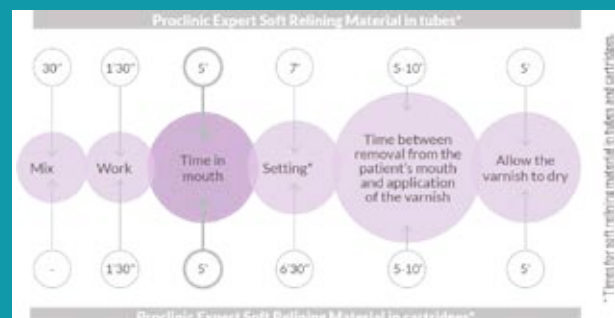 Proclinic Expert Soft Relining Material in tubes*
30" 1'30" 5' 7' 5-10' 5'
Mix
Work
Time in
mouth
Setting*
Time between
removal from the
patient's mouth
and application
of the varnish
Allow the
varnish to dry
- 1'30" 5' 6'30" 5-10' 5'
Proclinic Expert Soft Relining Material in cartridges*
* Times for soft relining material in tubes and cartridges.